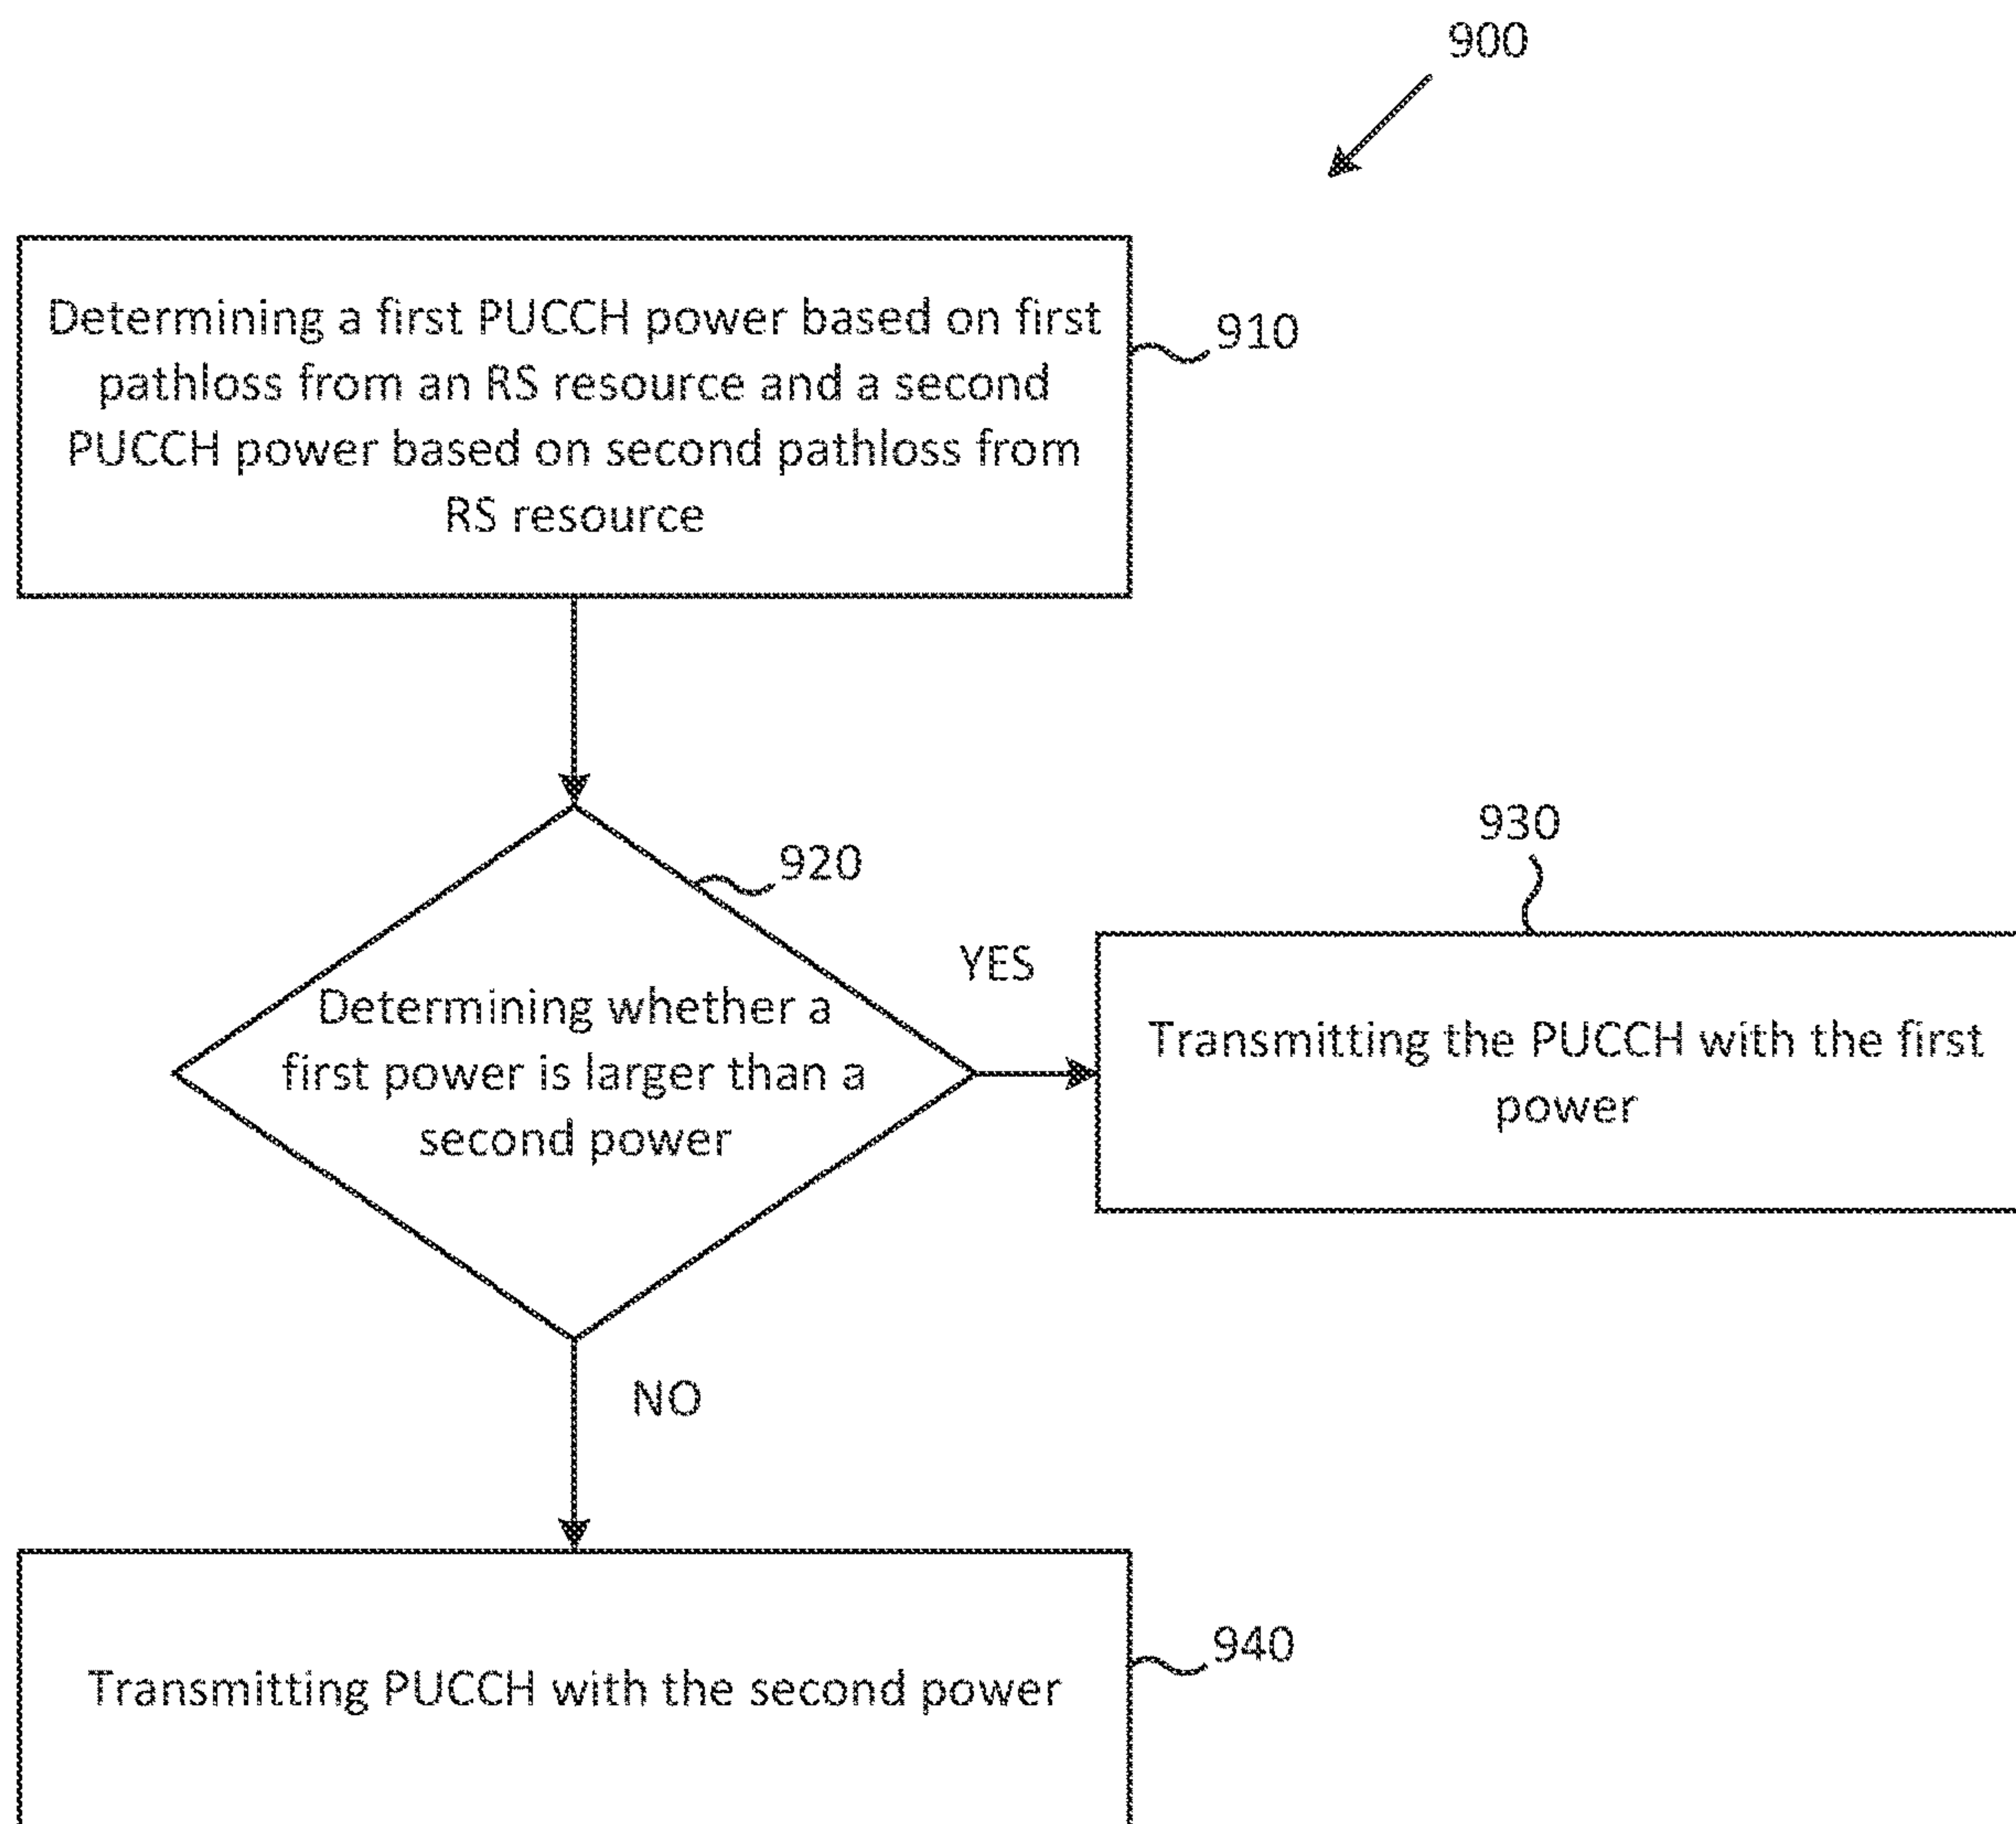 900
Determining a first PUCCH power based on first
pathloss from an RS resource and a second
PUCCH power based on second pathloss from
RS resource
910
920
Determining whether a
first power is larger than a
second power
YES
930
Transmitting the PUCCH with the first
power
NO
Transmitting PUCCH with the second power
940